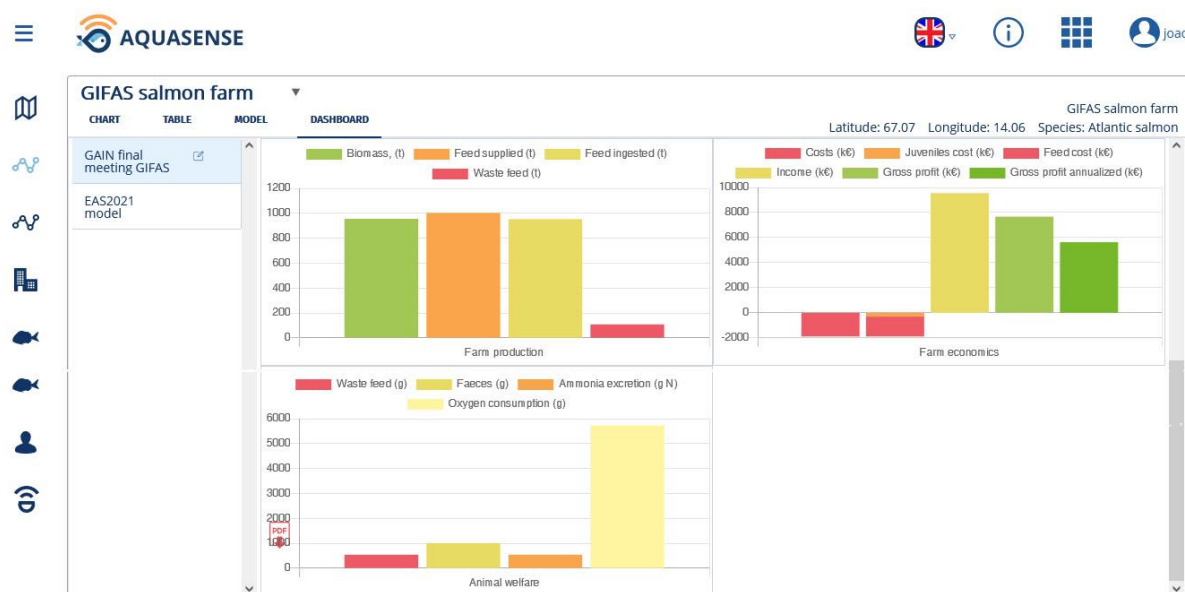 AQUASENSE
joac
GIFAS salmon farm
GIFAS salmon farm
CHART TABLE MODEL DASHBOARD
Latitude: 67.07 Longitude: 14.06 Species: Atlantic salmon
GAIN final
meeting GIFAS
EAS2021
model
Biomass, (t) Feed supplied (t) Feed ingested (t)
Waste feed (t)
1200
1000
800
600
400
200
0
Farm production
Costs (k€) Juveniles cost (k€) Feed cost (k€)
Income (k€) Gross profit (k€) Gross profit annualized (k€)
10000
8000
6000
4000
2000
0
-2000
Farm economics
Waste feed (g) Faeces (g) Ammonia excretion (g N)
Oxygen consumption (g)
6000
5000
4000
3000
2000
PDF
1000
0
Animal welfare